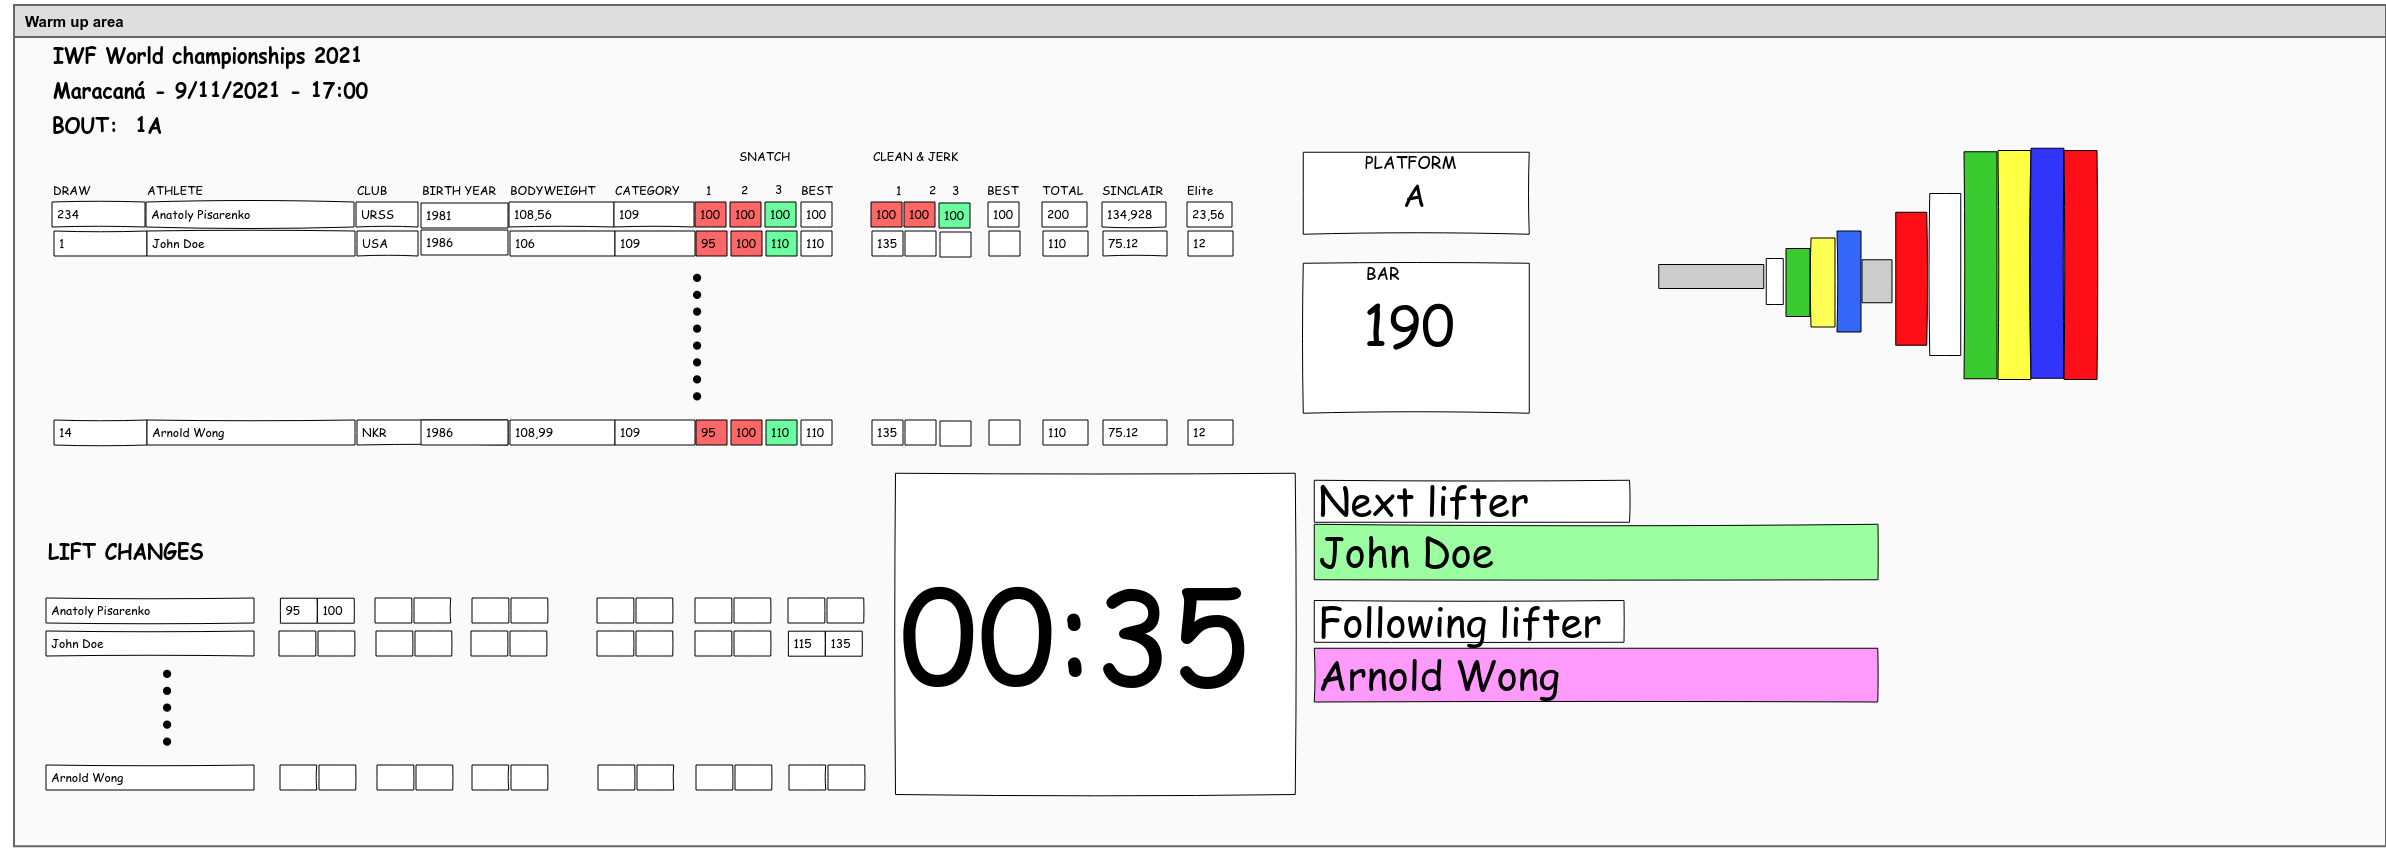 Warm up area
IWF World championships 2021
Maracaná - 9/11/2021 - 17:00
BOUT: 1A
SNATCH CLEAN & JERK
DRAW ATHLETE CLUB BIRTH YEAR BODYWEIGHT CATEGORY 1 2 3 BEST 1 2 3 BEST TOTAL SINCLAIR Elite
234 Anatoly Pisarenko URSS 1981 108,56 109 100 100 100 100 100 100 100 100 200 134,928 23,56
1 John Doe USA 1986 106 109 95 100 110 110 135 110 75.12 12
14 Arnold Wong NKR 1986 108,99 109 95 100 110 110 135 110 75.12 12
PLATFORM
A
BAR
190
LIFT CHANGES
Anatoly Pisarenko 95 100
John Doe 115 135
Arnold Wong
00:35
Next lifter
John Doe
Following lifter
Arnold Wong